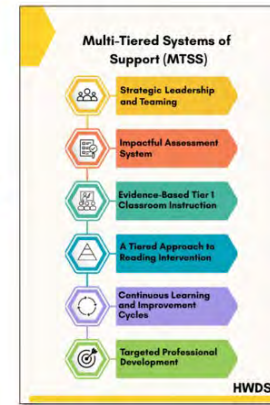 Multi-Tiered Systems of
Support (MTSS)
Strategic Leadership
and Teaming
Impactful Assessment
System
Evidence-Based Tier 1
Classroom Instruction
A Tiered Approach to
Reading Intervention
Continuous Learning
and Improvement
Cycles
Targeted Professional
Development
HWDS